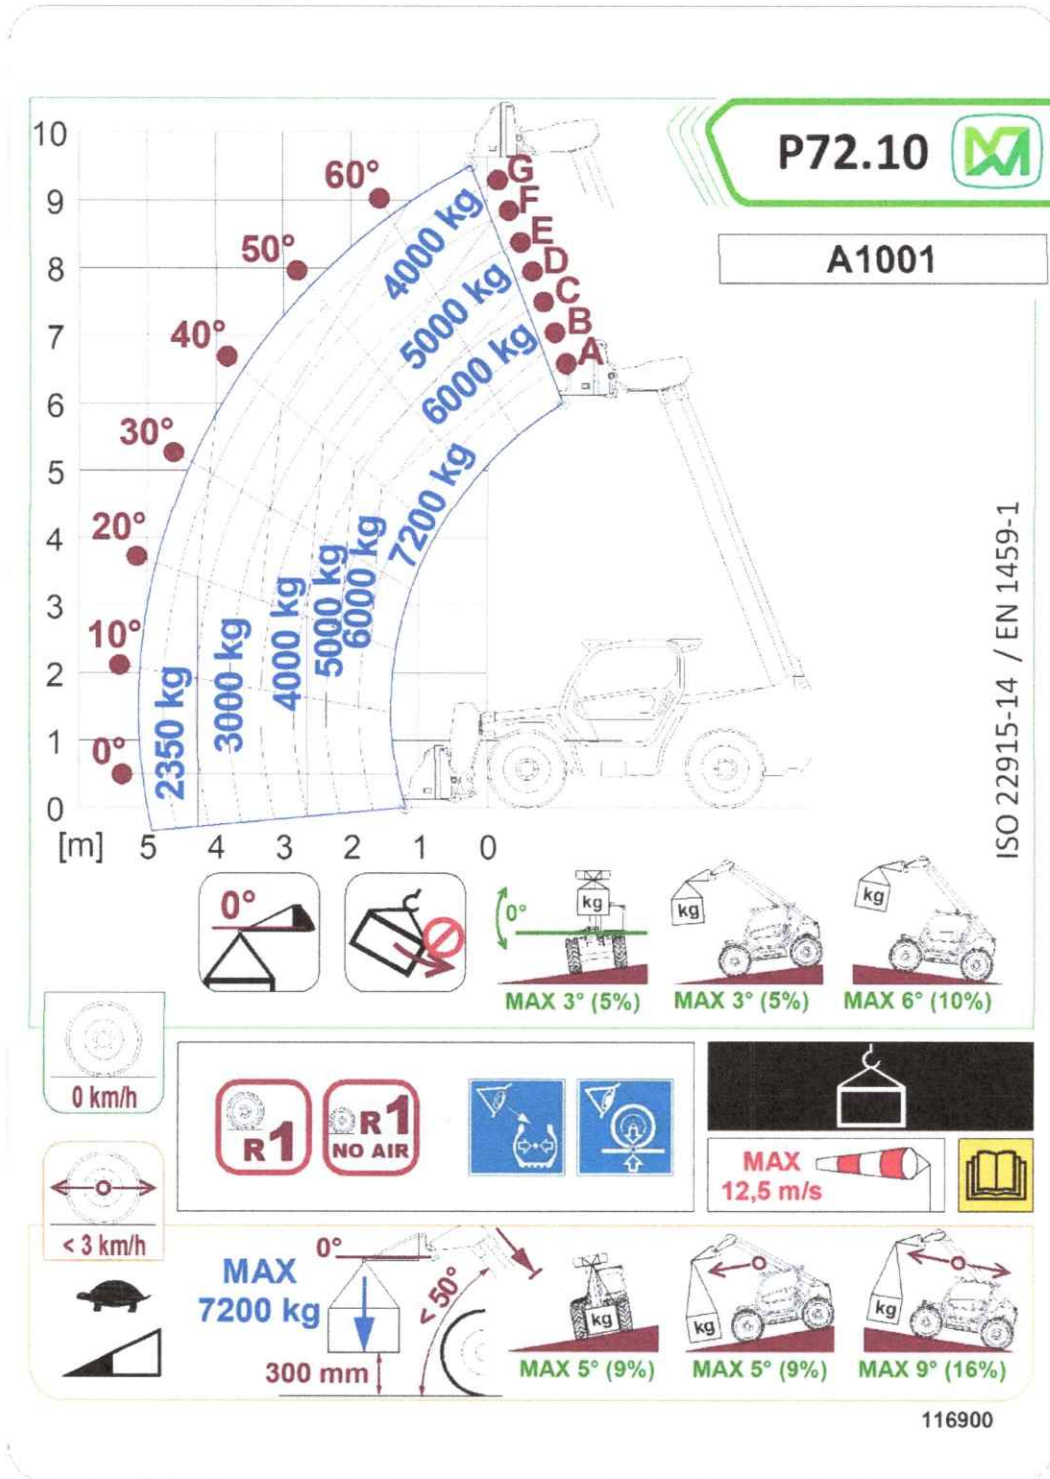 P72.10
A1001
10
9
8
7
6
5
4
3
2
1
0
[m] 5 4 3 2 1 0
60°
50°
40°
30°
20°
10°
0°
G
F
E
D
C
B
A
4000 kg
5000 kg
6000 kg
7200 kg
6000 kg
5000 kg
4000 kg
3000 kg
2350 kg
ISO 22915-14 / EN 1459-1
0°
0°
kg
kg
kg
MAX 3° (5%)
MAX 3° (5%)
MAX 6° (10%)
0 km/h
R1
R1
NO AIR
MAX
12,5 m/s
< 3 km/h
MAX
7200 kg
0°
< 50°
300 mm
kg
kg
kg
MAX 5° (9%)
MAX 5° (9%)
MAX 9° (16%)
116900